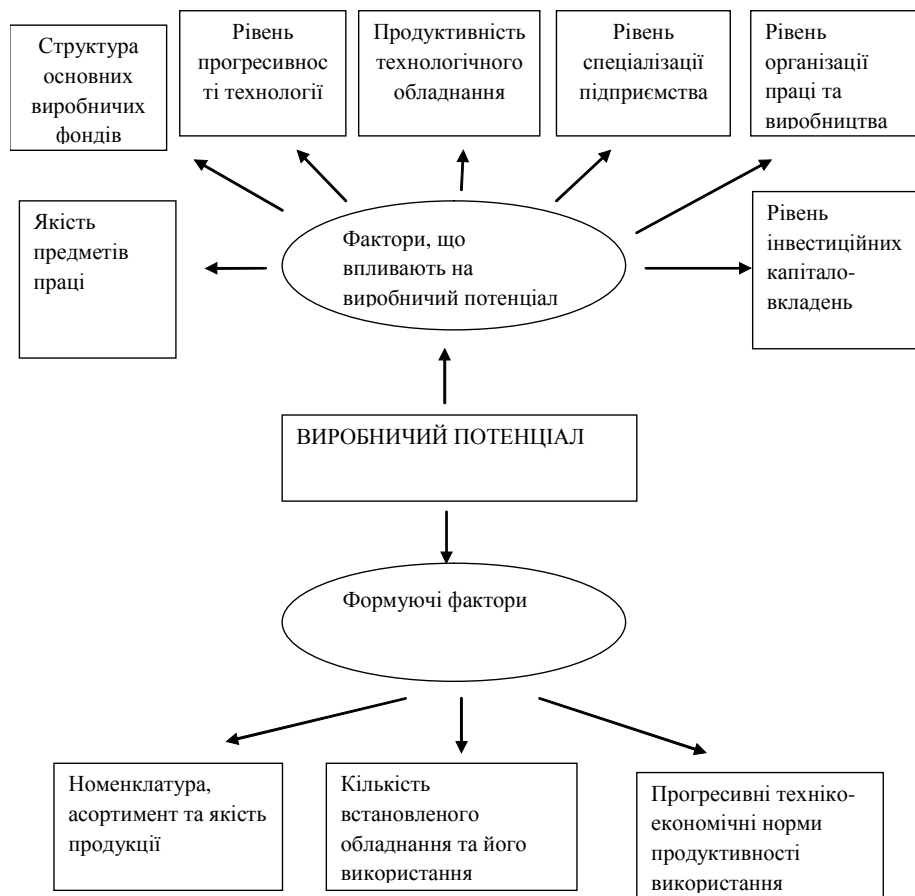 Структура
основних
виробничих
фондів
Рівень
прогресивнос
ті технології
Продуктивність
технологічного
обладнання
Рівень
спеціалізації
підприємства
Рівень
організації
праці та
виробництва
Якість
предметів
праці
Фактори, що
впливають на
виробничий потенціал
Рівень
інвестиційних
капітало-
вкладень
ВИРОБНИЧИЙ ПОТЕНЦІАЛ
Формуючі фактори
Номенклатура,
асортимент та якість
продукції
Кількість
встановленого
обладнання та його
використання
Прогресивні техніко-
економічні норми
продуктивності
використання